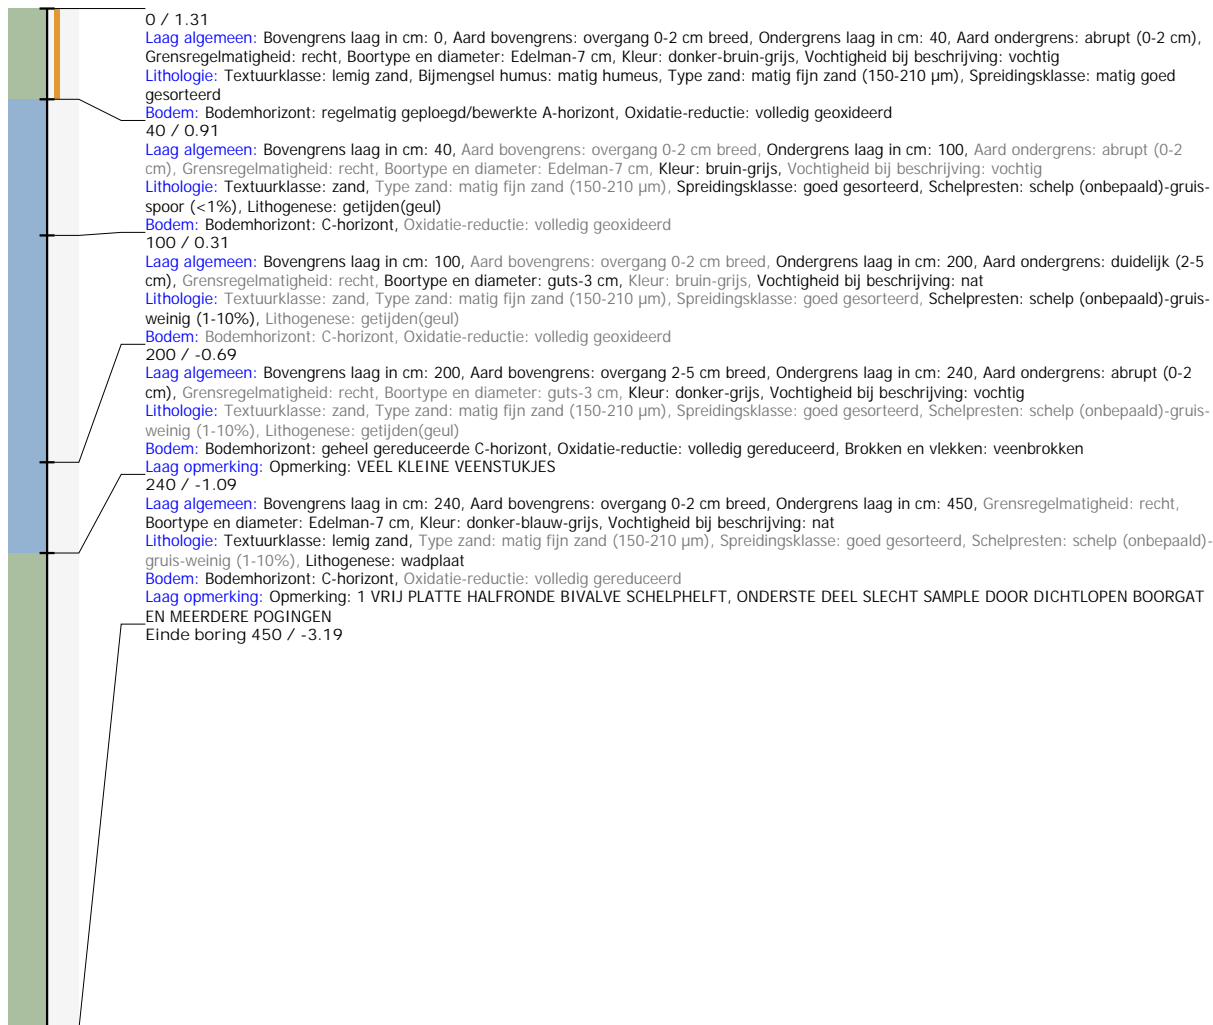 0 / 1.31
Laag algemeen: Bovengrens laag in cm: 0, Aard bovengrens: overgang 0-2 cm breed, Ondergrens laag in cm: 40, Aard ondergrens: abrupt (0-2 cm),
Grensregelmatigheid: recht, Boortype en diameter: Edelman-7 cm, Kleur: donker-bruin-grijs, Vochtigheid bij beschrijving: vochtig
Lithologie: Textuurklasse: lemig zand, Bijmengsel humus: matig humeus, Type zand: matig fijn zand (150-210 µm), Spreidingsklasse: matig goed
gesorteerd
Bodem: Bodemhorizont: regelmatig geploegd/bewerkte A-horizont, Oxidatie-reductie: volledig geoxideerd
40 / 0.91
Laag algemeen: Bovengrens laag in cm: 40, Aard bovengrens: overgang 0-2 cm breed, Ondergrens laag in cm: 100, Aard ondergrens: abrupt (0-2
cm), Grensregelmatigheid: recht, Boortype en diameter: Edelman-7 cm, Kleur: bruin-grijs, Vochtigheid bij beschrijving: vochtig
Lithologie: Textuurklasse: zand, Type zand: matig fijn zand (150-210 µm), Spreidingsklasse: goed gesorteerd, Schelpresten: schelp (onbepaald)-gruis-
spoor (<1%), Lithogenese: getijden(geul)
Bodem: Bodemhorizont: C-horizont, Oxidatie-reductie: volledig geoxideerd
100 / 0.31
Laag algemeen: Bovengrens laag in cm: 100, Aard bovengrens: overgang 0-2 cm breed, Ondergrens laag in cm: 200, Aard ondergrens: duidelijk (2-5
cm), Grensregelmatigheid: recht, Boortype en diameter: guts-3 cm, Kleur: bruin-grijs, Vochtigheid bij beschrijving: nat
Lithologie: Textuurklasse: zand, Type zand: matig fijn zand (150-210 µm), Spreidingsklasse: goed gesorteerd, Schelpresten: schelp (onbepaald)-gruis-
weinig (1-10%), Lithogenese: getijden(geul)
Bodem: Bodemhorizont: C-horizont, Oxidatie-reductie: volledig geoxideerd
200 / -0.69
Laag algemeen: Bovengrens laag in cm: 200, Aard bovengrens: overgang 2-5 cm breed, Ondergrens laag in cm: 240, Aard ondergrens: abrupt (0-2
cm), Grensregelmatigheid: recht, Boortype en diameter: guts-3 cm, Kleur: donker-grijs, Vochtigheid bij beschrijving: vochtig
Lithologie: Textuurklasse: zand, Type zand: matig fijn zand (150-210 µm), Spreidingsklasse: goed gesorteerd, Schelpresten: schelp (onbepaald)-gruis-
weinig (1-10%), Lithogenese: getijden(geul)
Bodem: Bodemhorizont: geheel gereduceerde C-horizont, Oxidatie-reductie: volledig gereduceerd, Brokken en vlekken: veenbrokken
Laag opmerking: Opmerking: VEEL KLEINE VEENSTUKJES
240 / -1.09
Laag algemeen: Bovengrens laag in cm: 240, Aard bovengrens: overgang 0-2 cm breed, Ondergrens laag in cm: 450, Grensregelmatigheid: recht,
Boortype en diameter: Edelman-7 cm, Kleur: donker-blauw-grijs, Vochtigheid bij beschrijving: nat
Lithologie: Textuurklasse: lemig zand, Type zand: matig fijn zand (150-210 µm), Spreidingsklasse: goed gesorteerd, Schelpresten: schelp (onbepaald)-
gruis-weinig (1-10%), Lithogenese: wadplaat
Bodem: Bodemhorizont: C-horizont, Oxidatie-reductie: volledig gereduceerd
Laag opmerking: Opmerking: 1 VRIJ PLATTE HALFRONDE BIVALVE SCHELPHELFT, ONDERSTE DEEL SLECHT SAMPLE DOOR DICHTLOPEN BOORGAT
EN MEERDERE POGINGEN
Einde boring 450 / -3.19